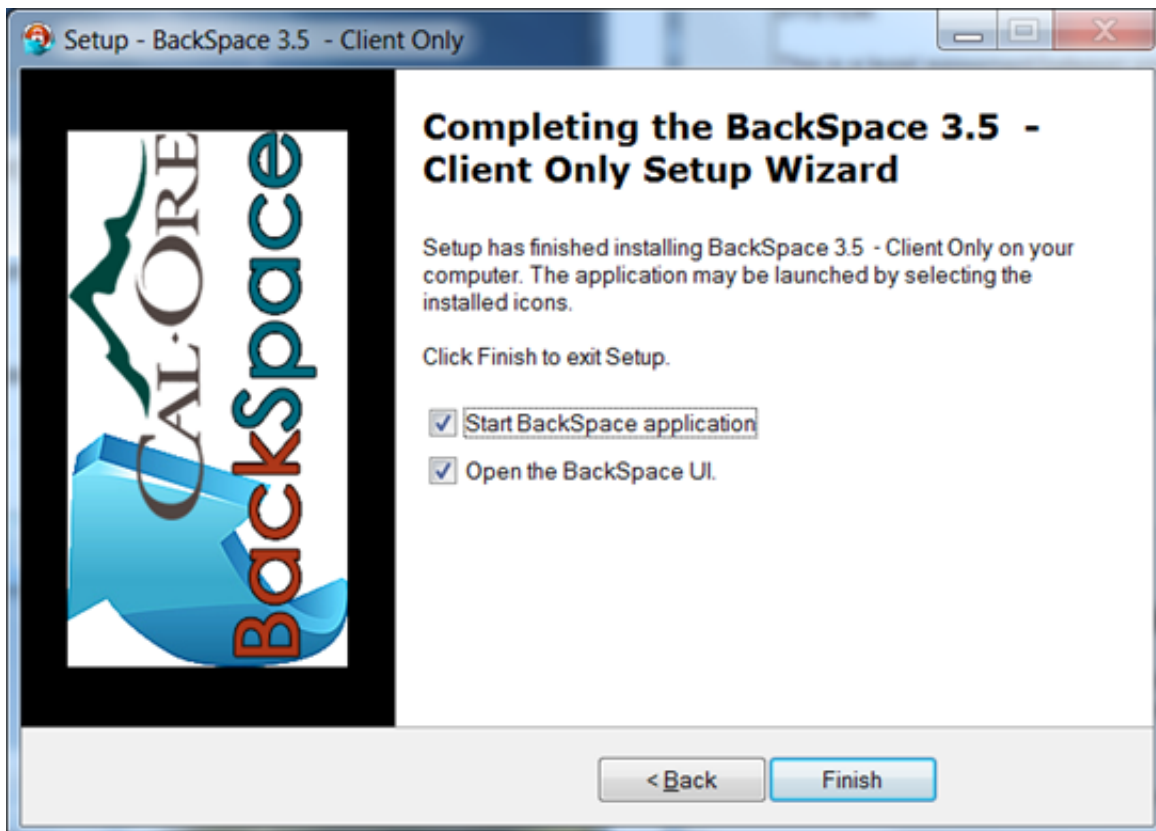 Setup - BackSpace 3.5  - Client Only
CAL·ORE
BackSpace
Completing the BackSpace 3.5  -
Client Only Setup Wizard
Setup has finished installing BackSpace 3.5  - Client Only on your
computer. The application may be launched by selecting the
installed icons.
Click Finish to exit Setup.
Start BackSpace application
Open the BackSpace UI.
< Back
Finish